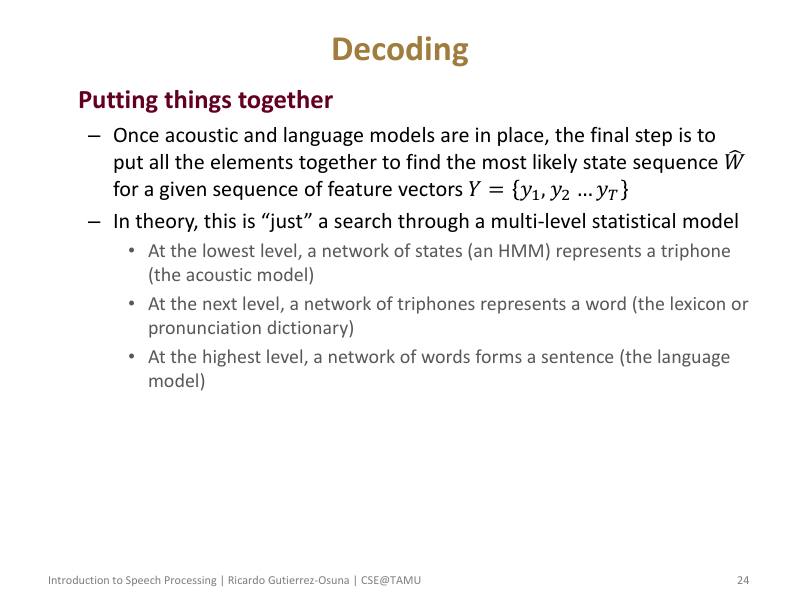 Decoding
Putting things together
– Once acoustic and language models are in place, the final step is to
put all the elements together to find the most likely state sequence Ŵ
for a given sequence of feature vectors Y = {y₁, y₂ … y_T}
– In theory, this is “just” a search through a multi-level statistical model
• At the lowest level, a network of states (an HMM) represents a triphone
(the acoustic model)
• At the next level, a network of triphones represents a word (the lexicon or
pronunciation dictionary)
• At the highest level, a network of words forms a sentence (the language
model)
Introduction to Speech Processing | Ricardo Gutierrez-Osuna | CSE@TAMU
24